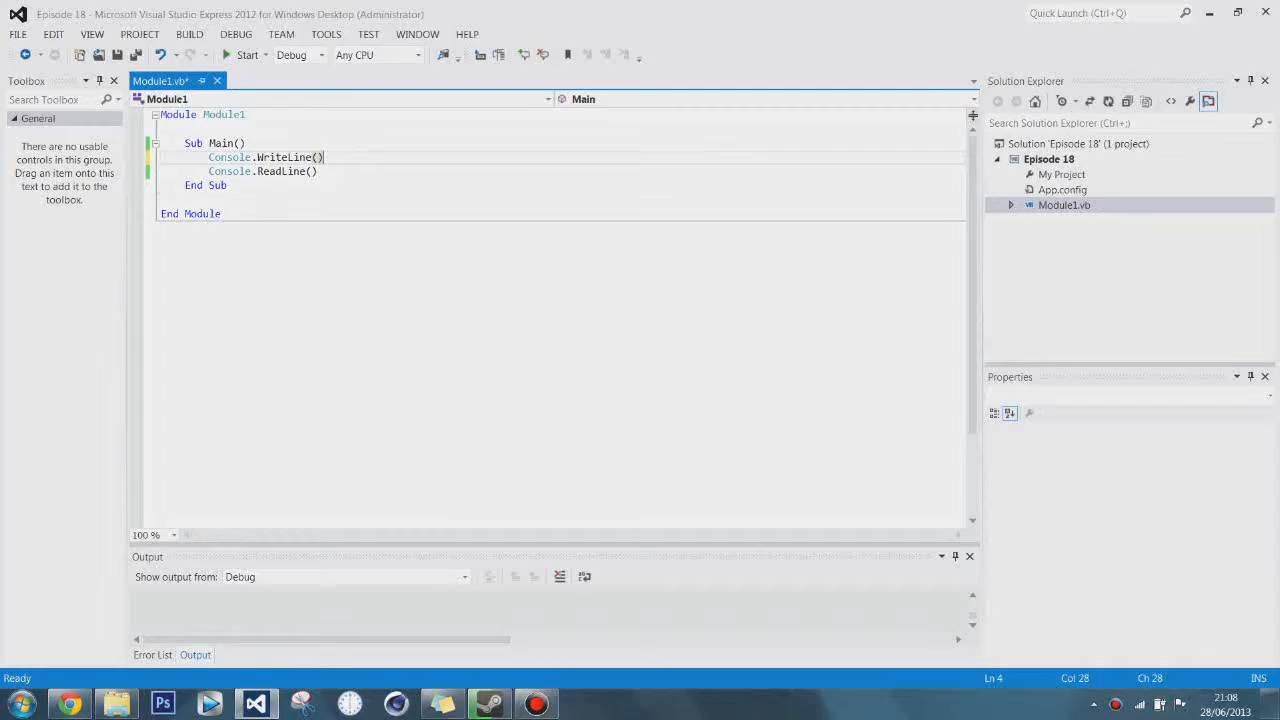 Episode 18 - Microsoft Visual Studio Express 2012 for Windows Desktop (Administrator)
Quick Launch (Ctrl+Q)
FILE EDIT VIEW PROJECT BUILD DEBUG TEAM TOOLS TEST WINDOW HELP
Start Debug Any CPU
Toolbox
Search Toolbox
General
There are no usable
controls in this group.
Drag an item onto this
text to add it to the
toolbox.
Module1.vb*
Module1 Main
Module Module1
Sub Main()
Console.WriteLine()
Console.ReadLine()
End Sub
End Module
100 %
Output
Show output from: Debug
Error List Output
Solution Explorer
Search Solution Explorer (Ctrl+;)
Solution 'Episode 18' (1 project)
Episode 18
My Project
App.config
Module1.vb
Properties
Ready Ln 4 Col 28 Ch 28 INS
Ps
21:08
28/06/2013